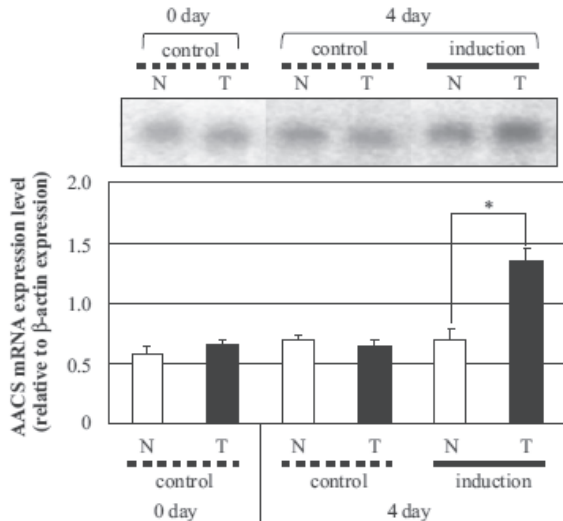 0 day 4 day
control control induction
N T N T N T
AACS mRNA expression level
(relative to β-actin expression)
2.0
1.5
1.0
0.5
0
*
N T N T N T
control control induction
0 day 4 day